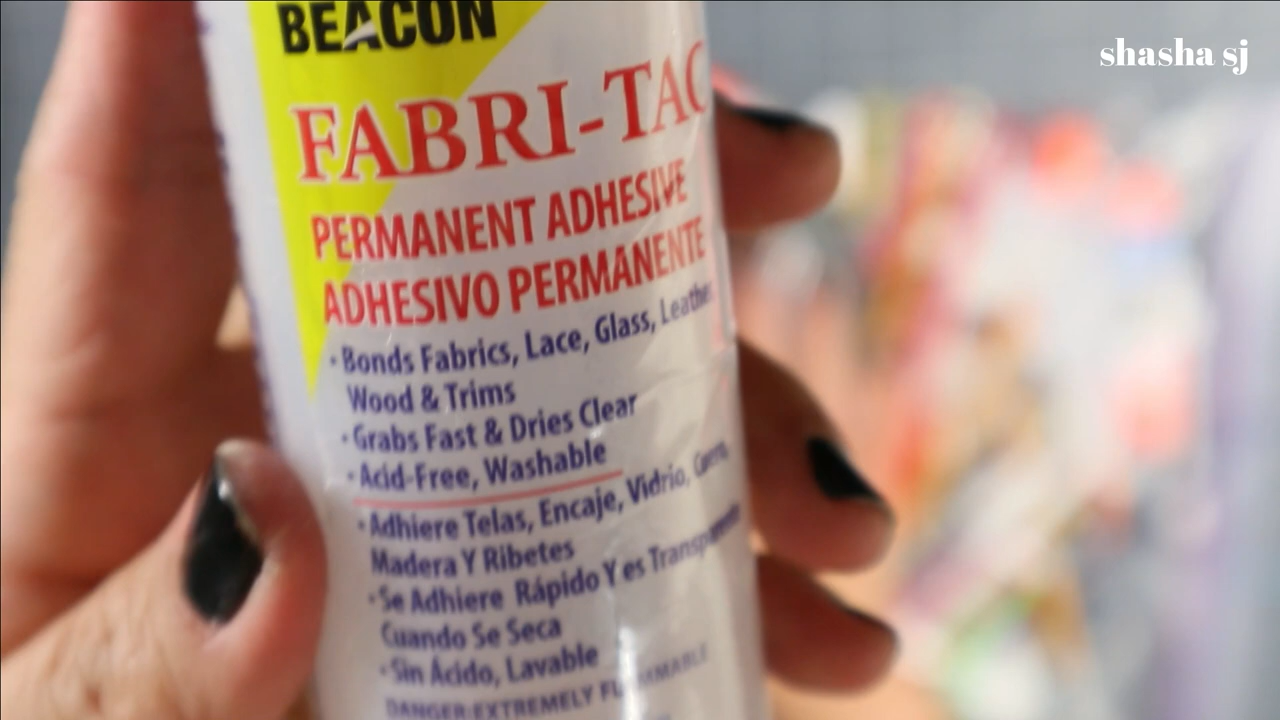 shasha sj
BEACON
FABRI-TAC
PERMANENT ADHESIVE
ADHESIVO PERMANENTE
• Bonds Fabrics, Lace, Glass, Leather
Wood & Trims
• Grabs Fast & Dries Clear
• Acid-Free, Washable
• Adhiere Telas, Encaje, Vidrio,
Madera Y Ribetes
• Se Adhiere Rápido Y es Transparente
Cuando Se Seca
• Sin Ácido, Lavable
DANGER: EXTREMELY FLAMMABLE